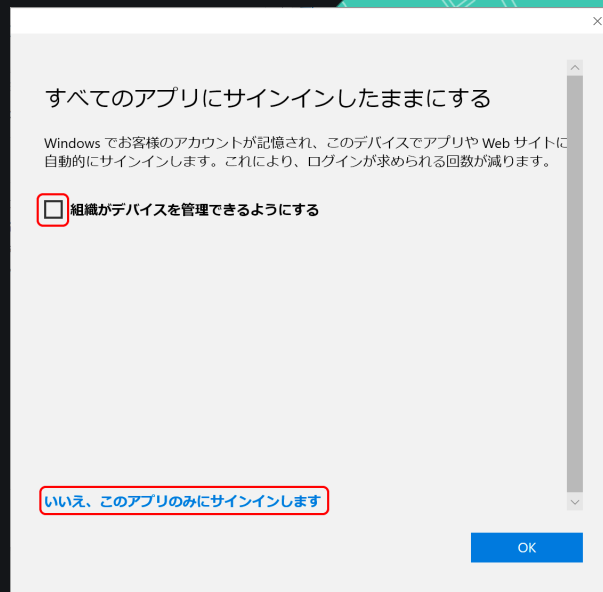 すべてのアプリにサインインしたままにする
Windows でお客様のアカウントが記憶され、このデバイスでアプリや Web サイトに
自動的にサインインします。これにより、ログインが求められる回数が減ります。
組織がデバイスを管理できるようにする
いいえ、このアプリのみにサインインします
OK